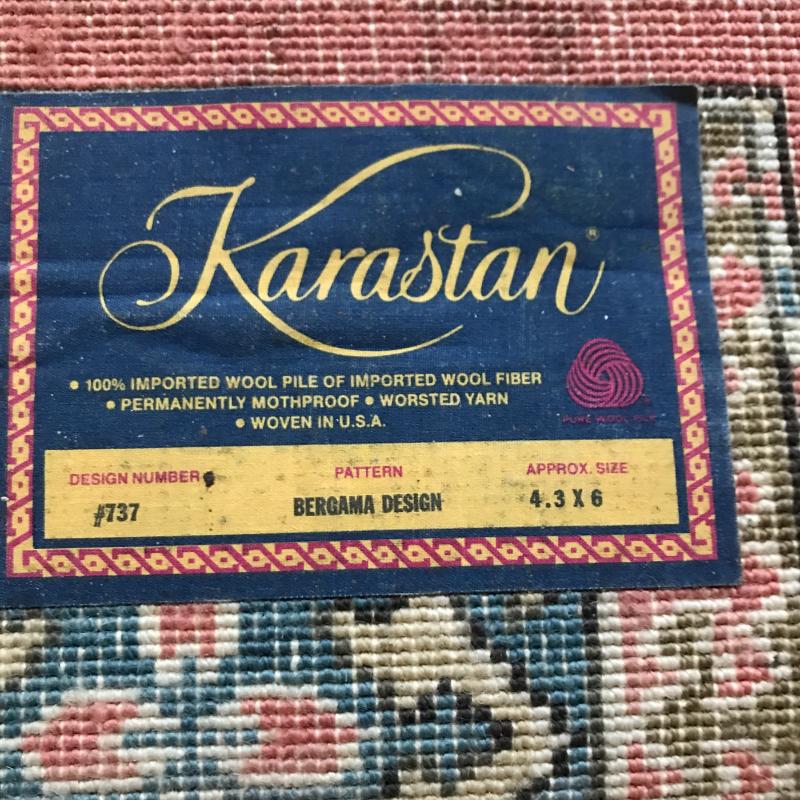 Karastan®
• 100% IMPORTED WOOL PILE OF IMPORTED WOOL FIBER
• PERMANENTLY MOTHPROOF • WORSTED YARN
• WOVEN IN U.S.A.
PURE WOOL PILE
DESIGN NUMBER PATTERN APPROX. SIZE
#737 BERGAMA DESIGN 4.3 X 6